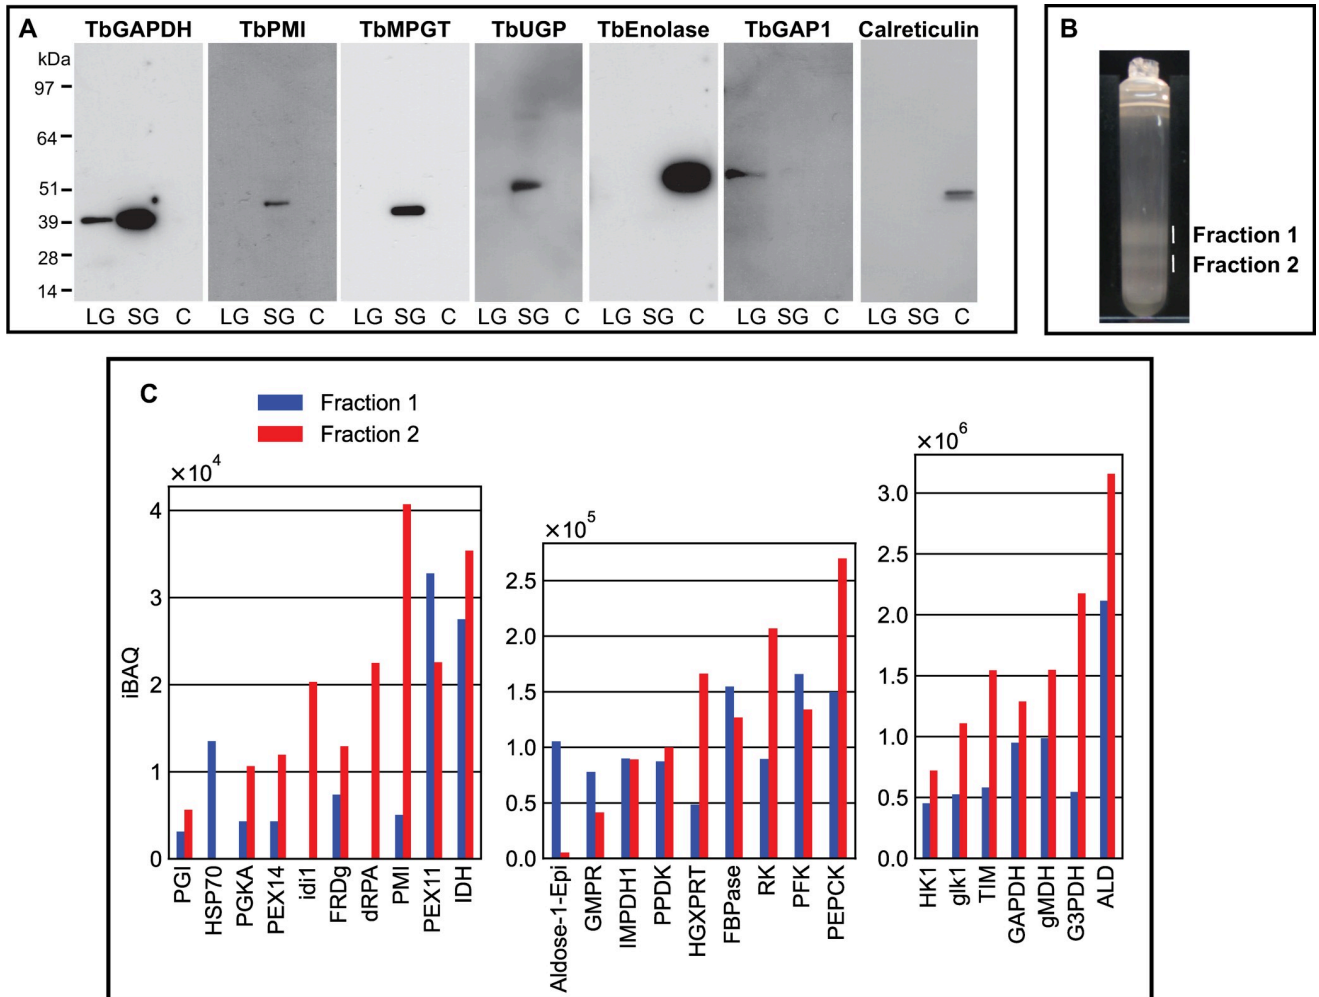 A
TbGAPDH TbPMI TbMPGT TbUGP TbEnolase TbGAP1 Calreticulin
kDa
97
64
51
39
28
14
LG SG C LG SG C LG SG C LG SG C LG SG C LG SG C LG SG C
B
Fraction 1
Fraction 2
C
Fraction 1
Fraction 2
iBAQ
×10⁴
4
3
2
1
0
PGI HSP70 PGKA PEX14 idi1 FRDg dRPA PMI PEX11 IDH
×10⁵
2.5
2.0
1.5
1.0
0.5
0.0
Aldose-1-Epi GMPR IMPDH1 PPDK HGXPRT FBPase RK PFK PEPCK
×10⁶
3.0
2.5
2.0
1.5
1.0
0.5
0.0
HK1 glk1 TIM GAPDH gMDH G3PDH ALD